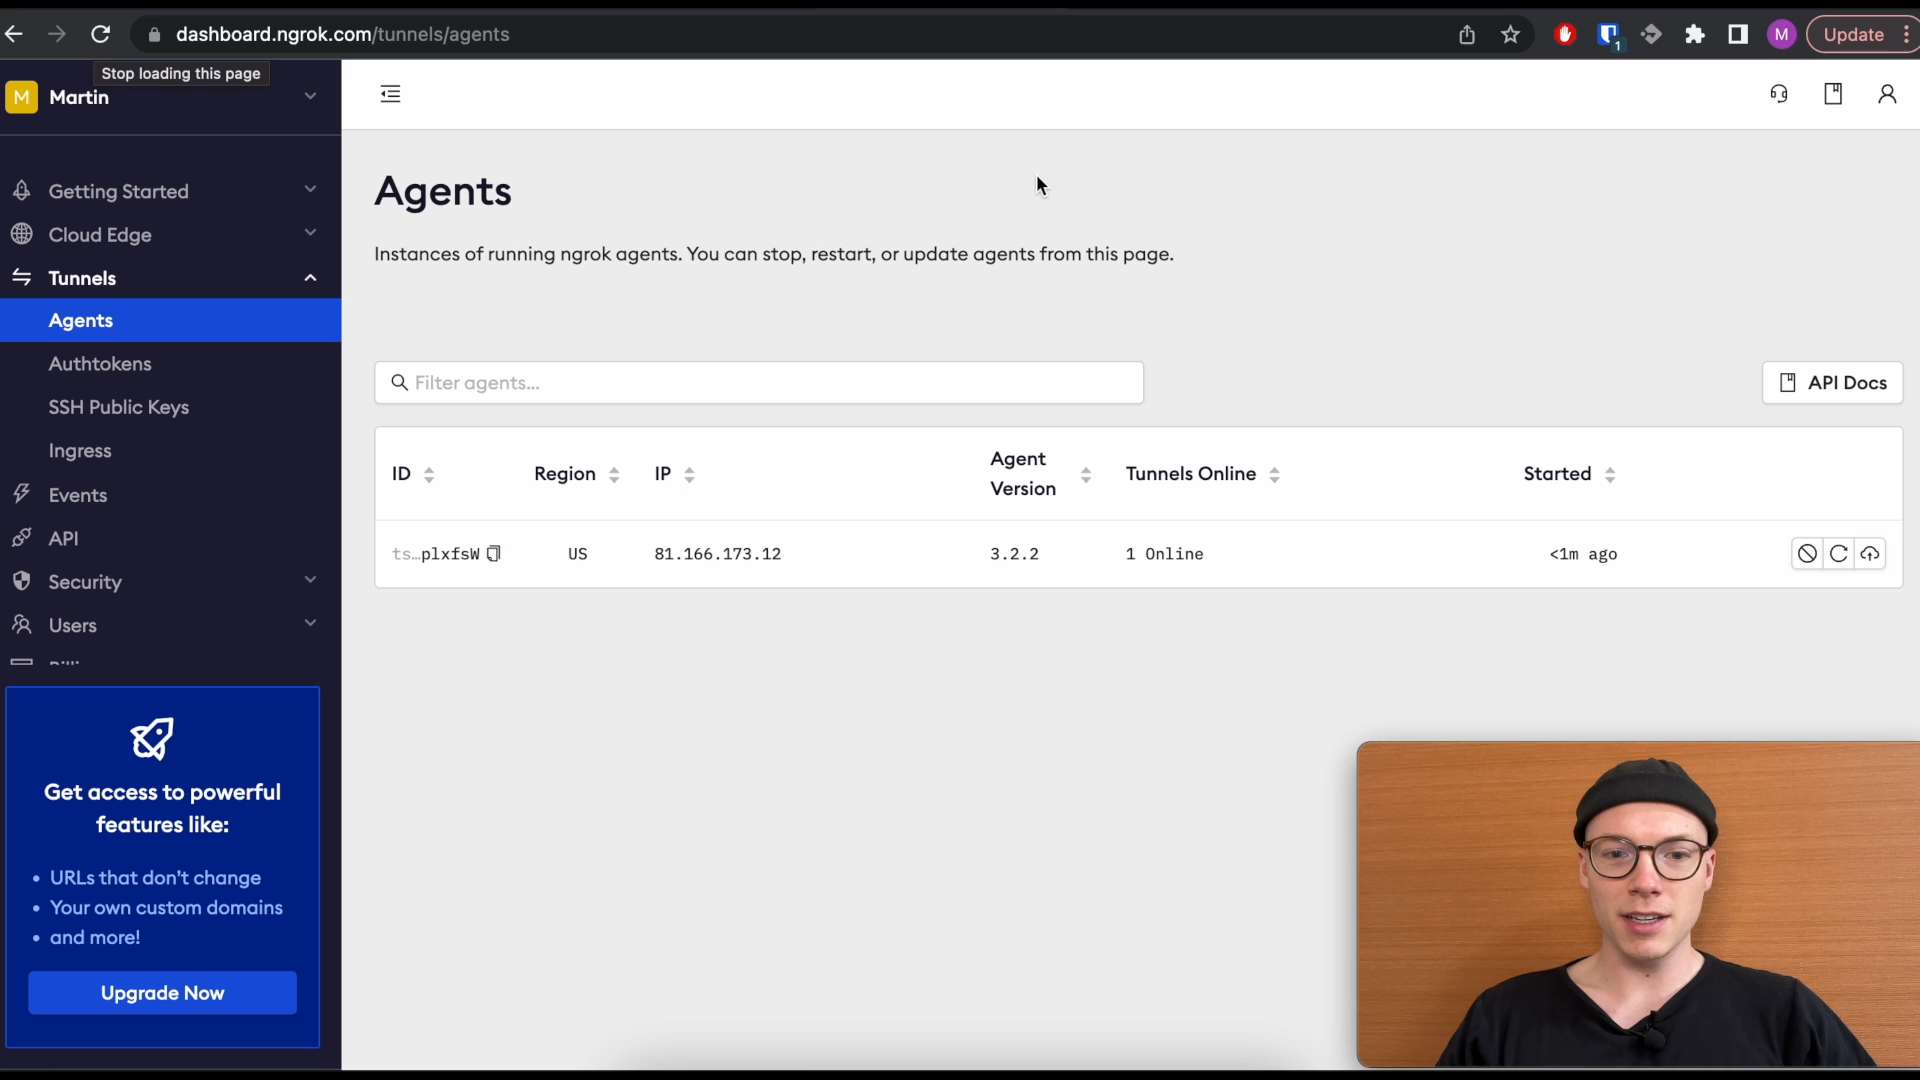 dashboard.ngrok.com/tunnels/agents
1
M
Update
Stop loading this page
M
Martin
Getting Started
Cloud Edge
Tunnels
Agents
Authtokens
SSH Public Keys
Ingress
Events
API
Security
Users
Get access to powerful
features like:
• URLs that don't change
• Your own custom domains
• and more!
Upgrade Now
Agents
Instances of running ngrok agents. You can stop, restart, or update agents from this page.
Filter agents...
API Docs
ID Region IP Agent Version Tunnels Online Started
ts…plxfsW US 81.166.173.12 3.2.2 1 Online <1m ago